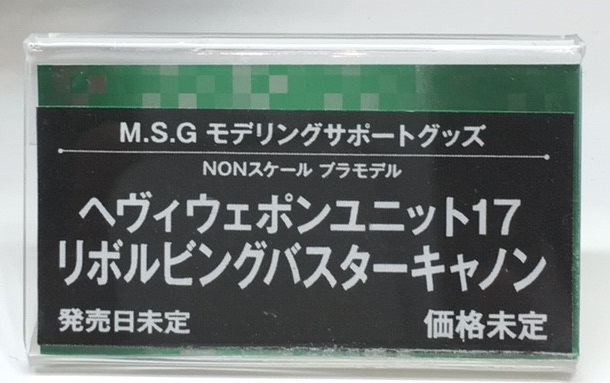 M.S.G モデリングサポートグッズ
NONスケール プラモデル
ヘヴィウェポンユニット17
リボルビングバスターキャノン
発売日未定 価格未定